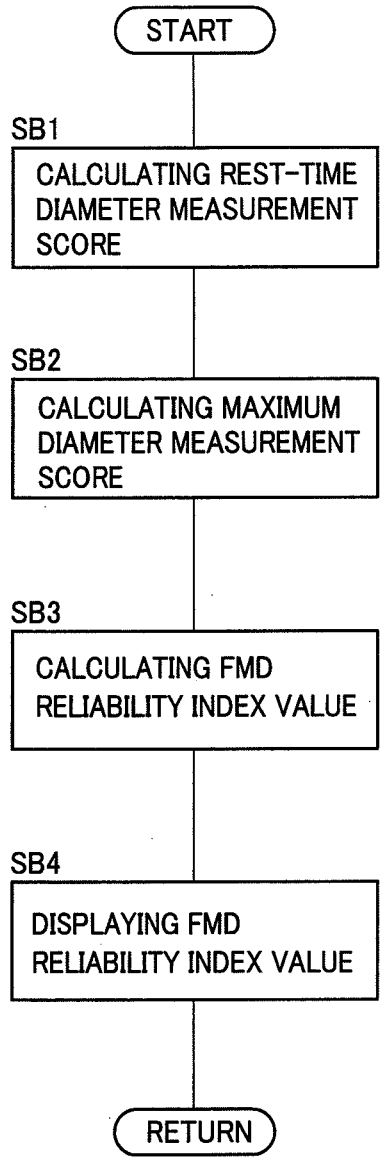 START
SB1
CALCULATING REST-TIME
DIAMETER MEASUREMENT
SCORE
SB2
CALCULATING MAXIMUM
DIAMETER MEASUREMENT
SCORE
SB3
CALCULATING FMD
RELIABILITY INDEX VALUE
SB4
DISPLAYING FMD
RELIABILITY INDEX VALUE
RETURN